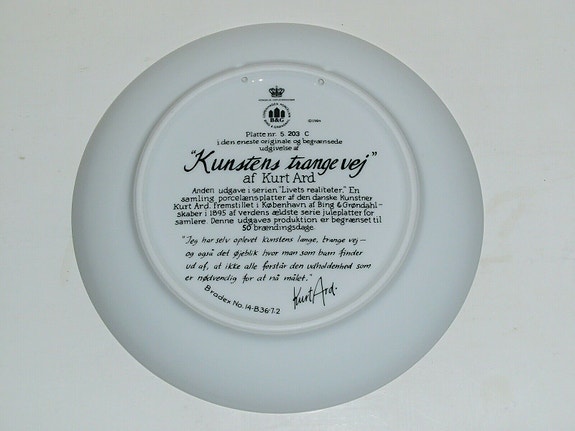 B&G
©1984
Platte nr. 5.203 C
i den eneste originale og begrænsede
udgivelse af
"Kunstens trange vej"
af Kurt Ard
Anden udgave i serien "Livets realiteter." En
samling porcelænsplatter af den danske Kunstner
Kurt Ard, fremstillet i København af Bing & Grøndahl-
skaber i 1895 af verdens ældste serie juleplatter for
samlere. Denne udgaves produktion er begrænset til
50 brændingsdage.
"Jeg har selv oplevet kunstens lange, trange vej –
og også det øjeblik hvor man som barn finder
ud af, at ikke alle forstår den udholdenhed som
er nødvendig for at nå målet."
Kurt Ard.
Bradex No. 14-B36-7.2